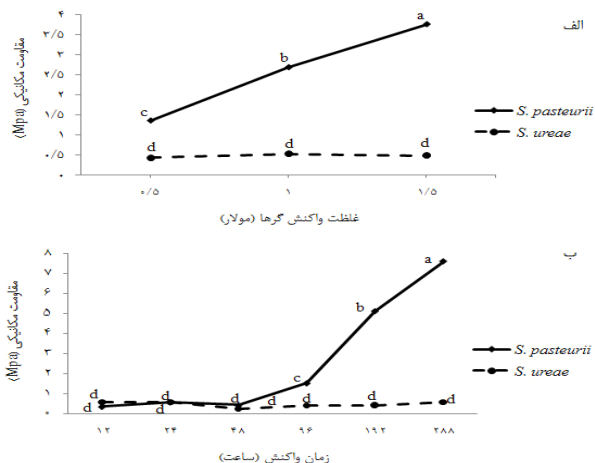 الف
۴
۳/۵
۳
۲/۵
۲
۱/۵
۱
۰/۵
۰
مقاومت مکانیکی (Mpa)
a
b
c
d
d
d
S. pasteurii
S. ureae
۰/۵
۱
۱/۵
غلظت واکنش گرها (مولار)
ب
۸
۷
۶
۵
۴
۳
۲
۱
۰
مقاومت مکانیکی (Mpa)
a
b
c
d
d
d
d
d
d
d
d
d
S. pasteurii
S. ureae
۱۲
۲۴
۴۸
۹۶
۱۹۲
۲۸۸
زمان واکنش (ساعت)